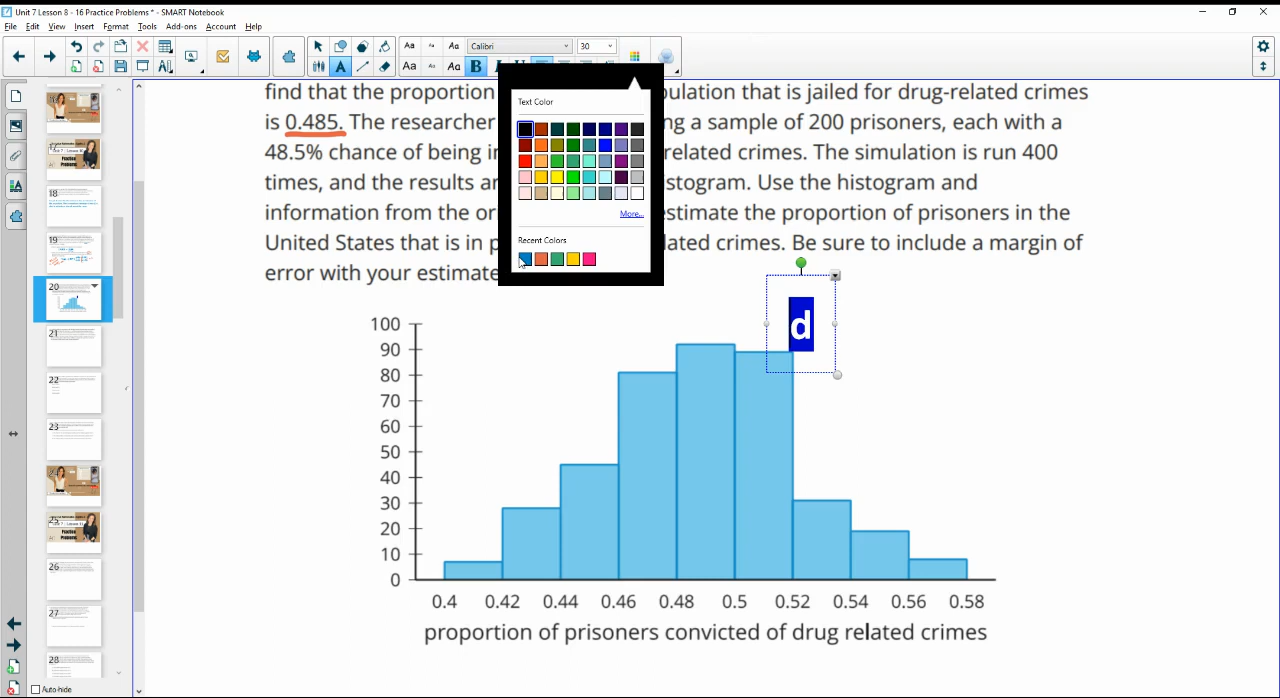 Unit 7 Lesson 8 - 16 Practice Problems * - SMART Notebook
File Edit View Insert Format Tools Add-ons Account Help
Calibri 30
Text Color
More...
Recent Colors
find that the proportion pulation that is jailed for drug-related crimes
is 0.485. The researcher ng a sample of 200 prisoners, each with a
48.5% chance of being i related crimes. The simulation is run 400
times, and the results a stogram. Use the histogram and
information from the or estimate the proportion of prisoners in the
United States that is in p lated crimes. Be sure to include a margin of
error with your estimate
d
100
90
80
70
60
50
40
30
20
10
0
0.4 0.42 0.44 0.46 0.48 0.5 0.52 0.54 0.56 0.58
proportion of prisoners convicted of drug related crimes
18
19
20
21
22
23
25
Practice
26
27
28
Auto-hide